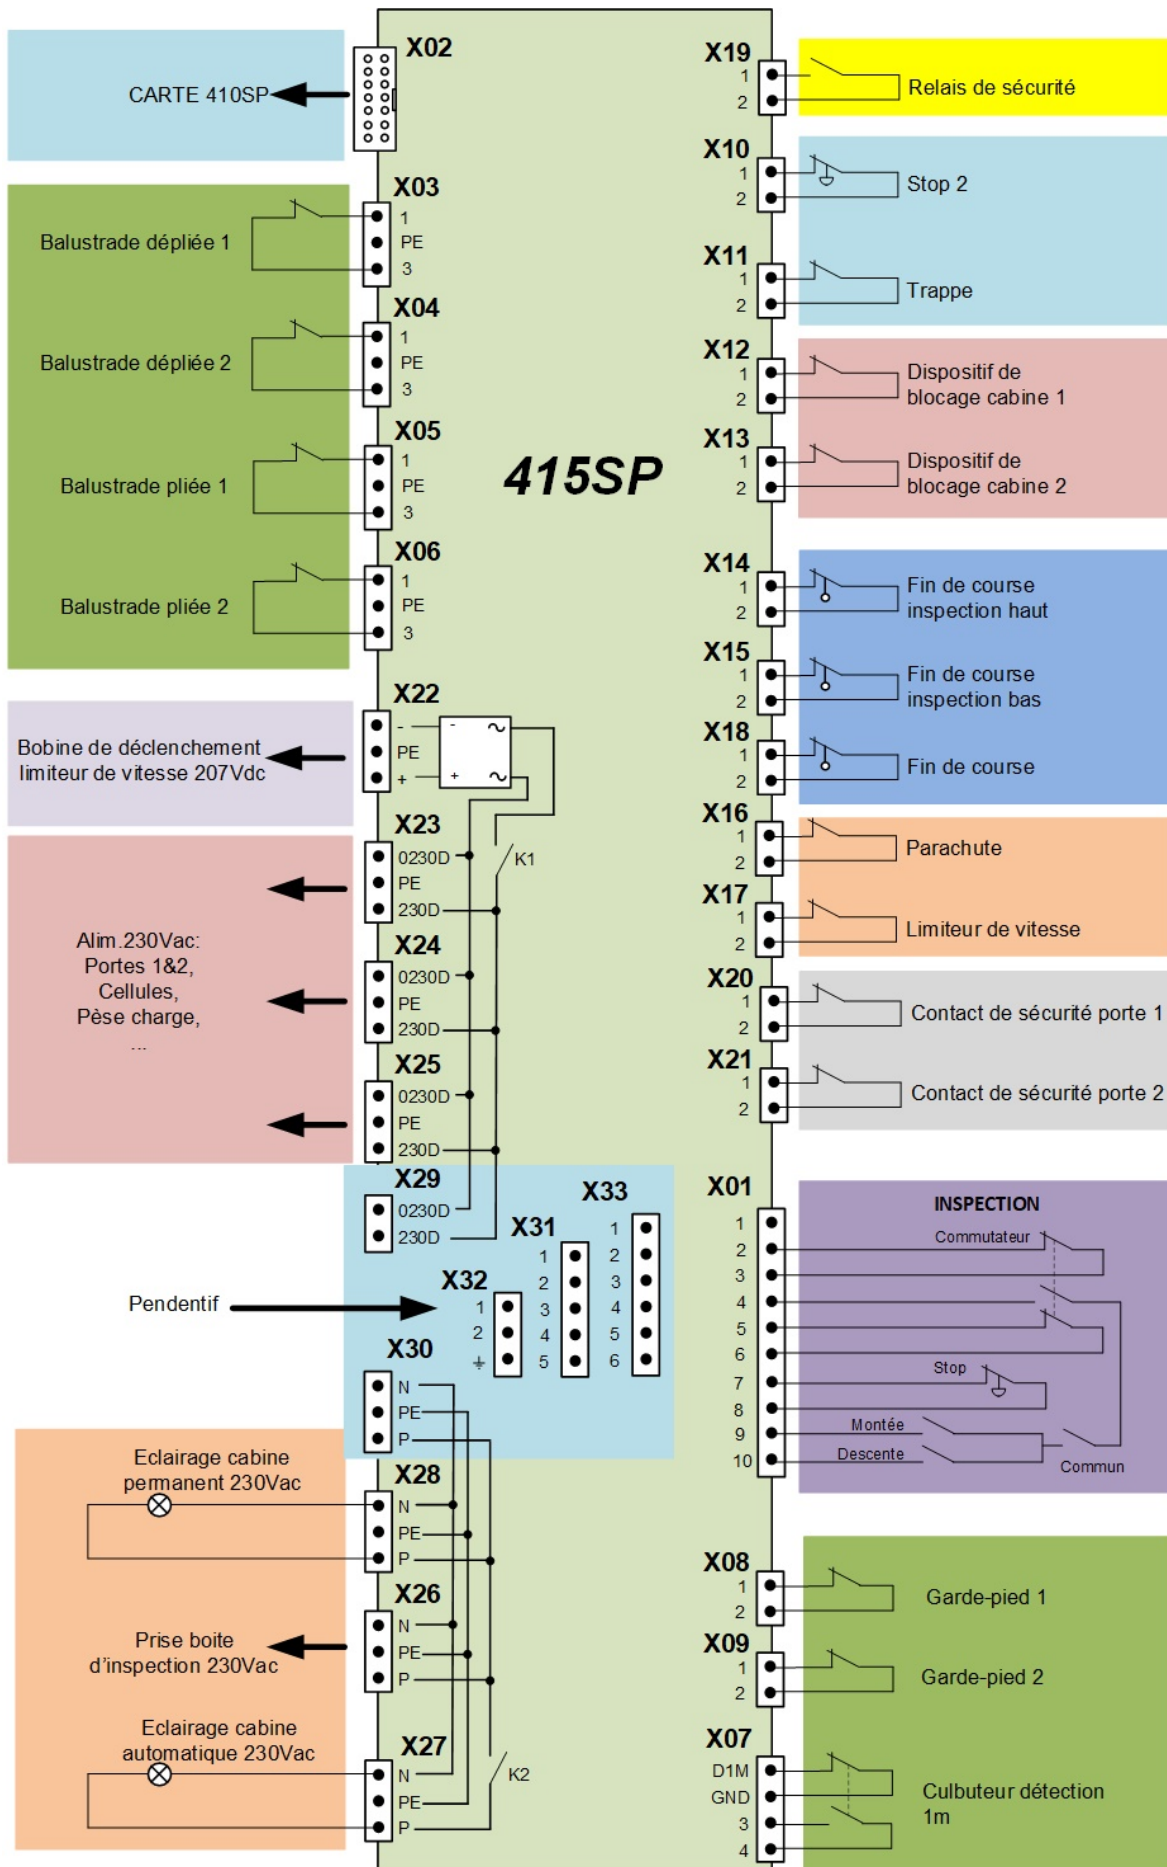 X02
CARTE 410SP
X03
1
PE
3
Balustrade dépliée 1
X04
1
PE
3
Balustrade dépliée 2
X05
1
PE
3
Balustrade pliée 1
X06
1
PE
3
Balustrade pliée 2
X22
-
PE
+
-
+
~
~
Bobine de déclenchement
limiteur de vitesse 207Vdc
X23
0230D
PE
230D
K1
X24
0230D
PE
230D
Alim.230Vac:
Portes 1&2,
Cellules,
Pèse charge,
...
X25
0230D
PE
230D
X29
0230D
230D
X33
1
2
3
4
5
6
X31
1
2
3
4
5
X32
1
2
Pendentif
X30
N
PE
P
Eclairage cabine
permanent 230Vac
X28
N
PE
P
X26
N
PE
P
Prise boite
d'inspection 230Vac
Eclairage cabine
automatique 230Vac
X27
N
PE
P
K2
415SP
X19
1
2
Relais de sécurité
X10
1
2
Stop 2
X11
1
2
Trappe
X12
1
2
Dispositif de
blocage cabine 1
X13
1
2
Dispositif de
blocage cabine 2
X14
1
2
Fin de course
inspection haut
X15
1
2
Fin de course
inspection bas
X18
1
2
Fin de course
X16
1
2
Parachute
X17
1
2
Limiteur de vitesse
X20
1
2
Contact de sécurité porte 1
X21
1
2
Contact de sécurité porte 2
X01
1
2
3
4
5
6
7
8
9
10
INSPECTION
Commutateur
Stop
Montée
Descente
Commun
X08
1
2
Garde-pied 1
X09
1
2
Garde-pied 2
X07
D1M
GND
3
4
Culbuteur détection
1m